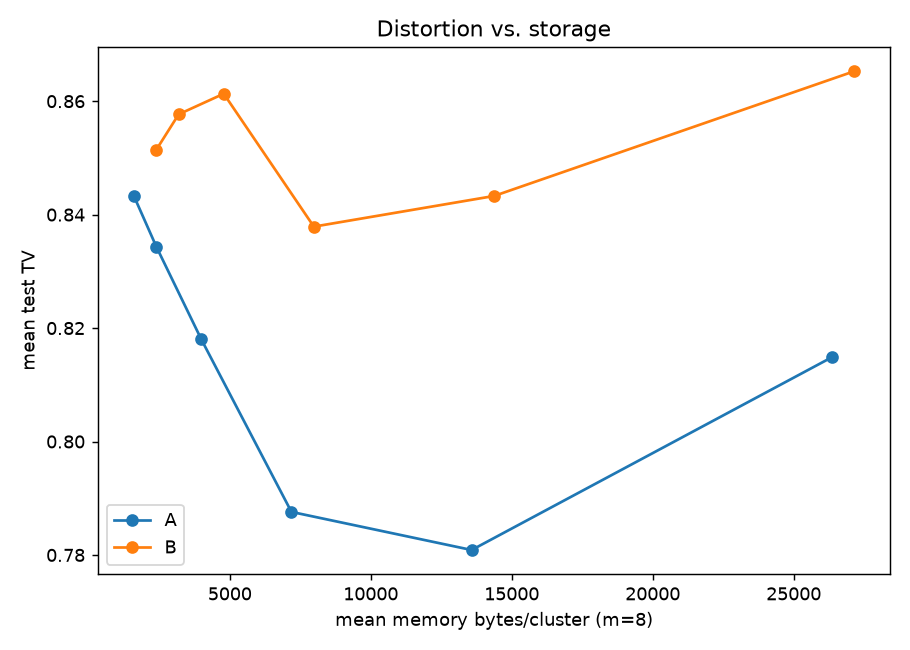 Distortion vs. storage
mean test TV
0.86
0.84
0.82
0.80
0.78
A
B
5000 10000 15000 20000 25000
mean memory bytes/cluster (m=8)